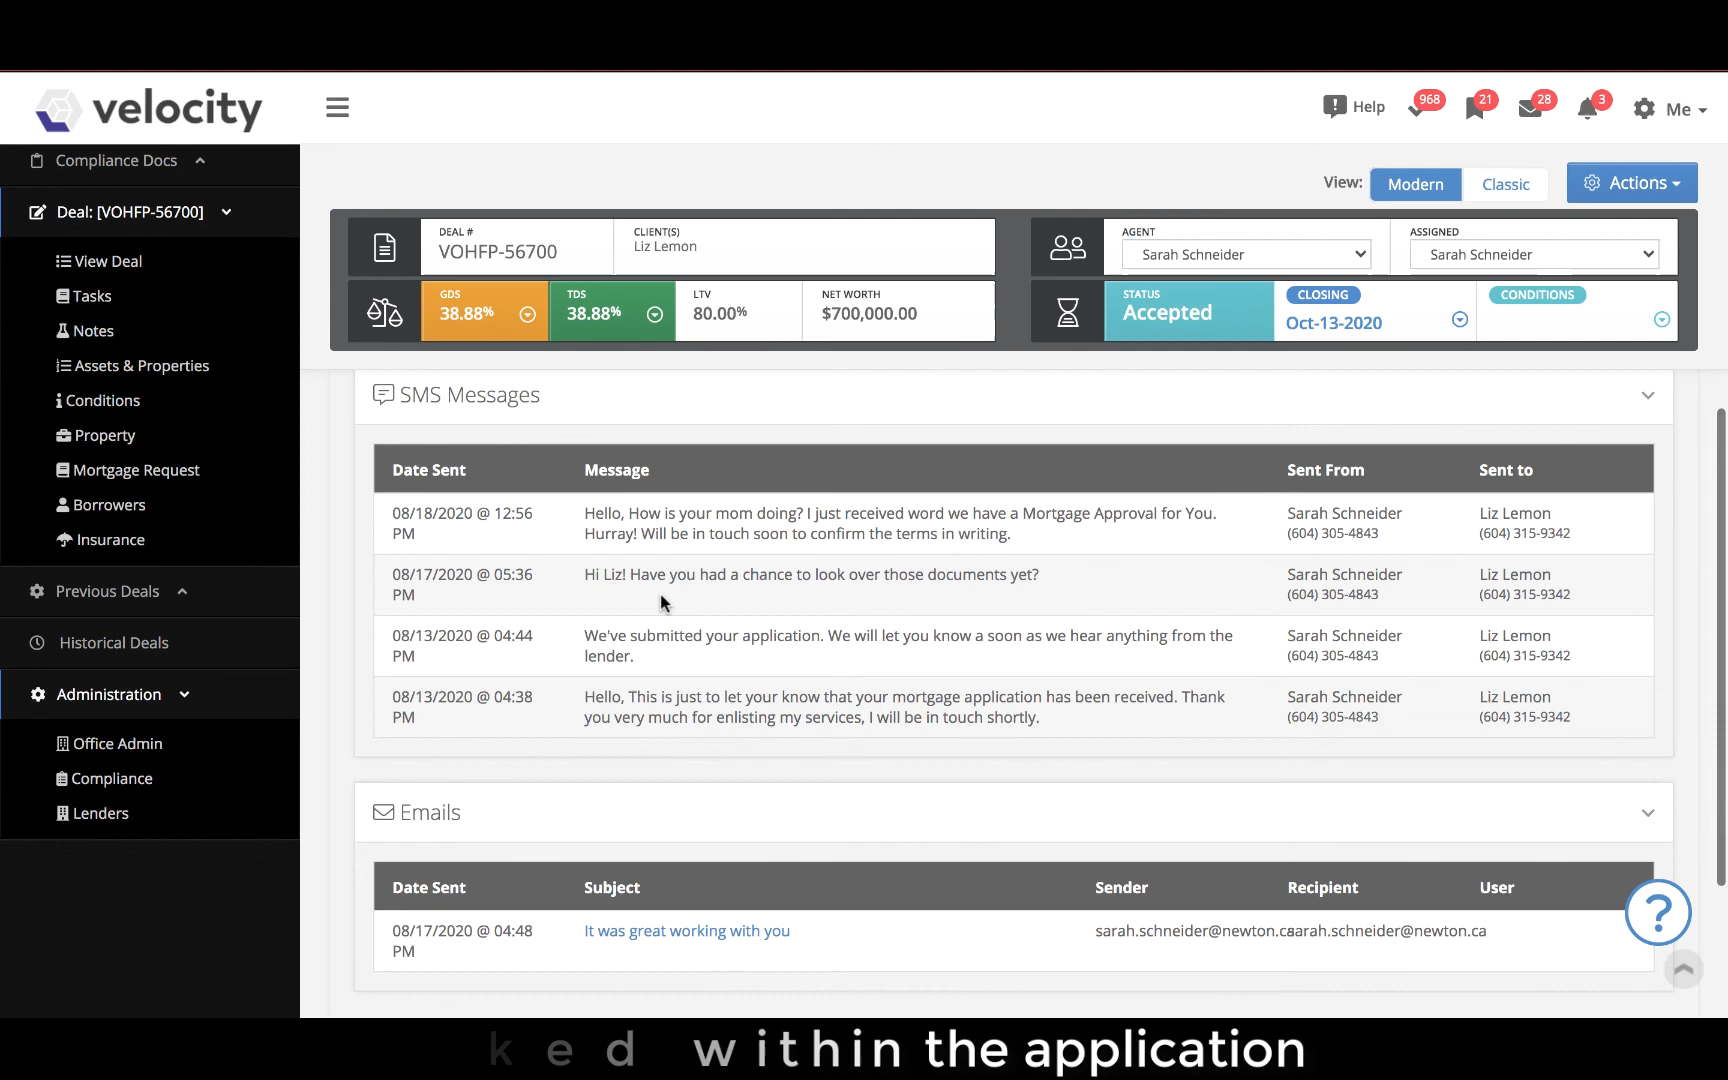 velocity
Help
968
21
28
3
Me
Compliance Docs
Deal: [VOHFP-56700]
View Deal
Tasks
Notes
Assets & Properties
Conditions
Property
Mortgage Request
Borrowers
Insurance
Previous Deals
Historical Deals
Administration
Office Admin
Compliance
Lenders
View:
Modern
Classic
Actions
DEAL #
VOHFP-56700
CLIENT(S)
Liz Lemon
AGENT
Sarah Schneider
ASSIGNED
Sarah Schneider
GDS
38.88%
TDS
38.88%
LTV
80.00%
NET WORTH
$700,000.00
STATUS
Accepted
CLOSING
Oct-13-2020
CONDITIONS
SMS Messages
Date Sent Message Sent From Sent to
08/18/2020 @ 12:56 Hello, How is your mom doing? I just received word we have a Mortgage Approval for You. Sarah Schneider Liz Lemon
PM Hurray! Will be in touch soon to confirm the terms in writing. (604) 305-4843 (604) 315-9342
08/17/2020 @ 05:36 Hi Liz! Have you had a chance to look over those documents yet? Sarah Schneider Liz Lemon
PM (604) 305-4843 (604) 315-9342
08/13/2020 @ 04:44 We've submitted your application. We will let you know a soon as we hear anything from the Sarah Schneider Liz Lemon
PM lender. (604) 305-4843 (604) 315-9342
08/13/2020 @ 04:38 Hello, This is just to let your know that your mortgage application has been received. Thank Sarah Schneider Liz Lemon
PM you very much for enlisting my services, I will be in touch shortly. (604) 305-4843 (604) 315-9342
Emails
Date Sent Subject Sender Recipient User
08/17/2020 @ 04:48 It was great working with you sarah.schneider@newton.ca sarah.schneider@newton.ca
PM
?
ked within the application